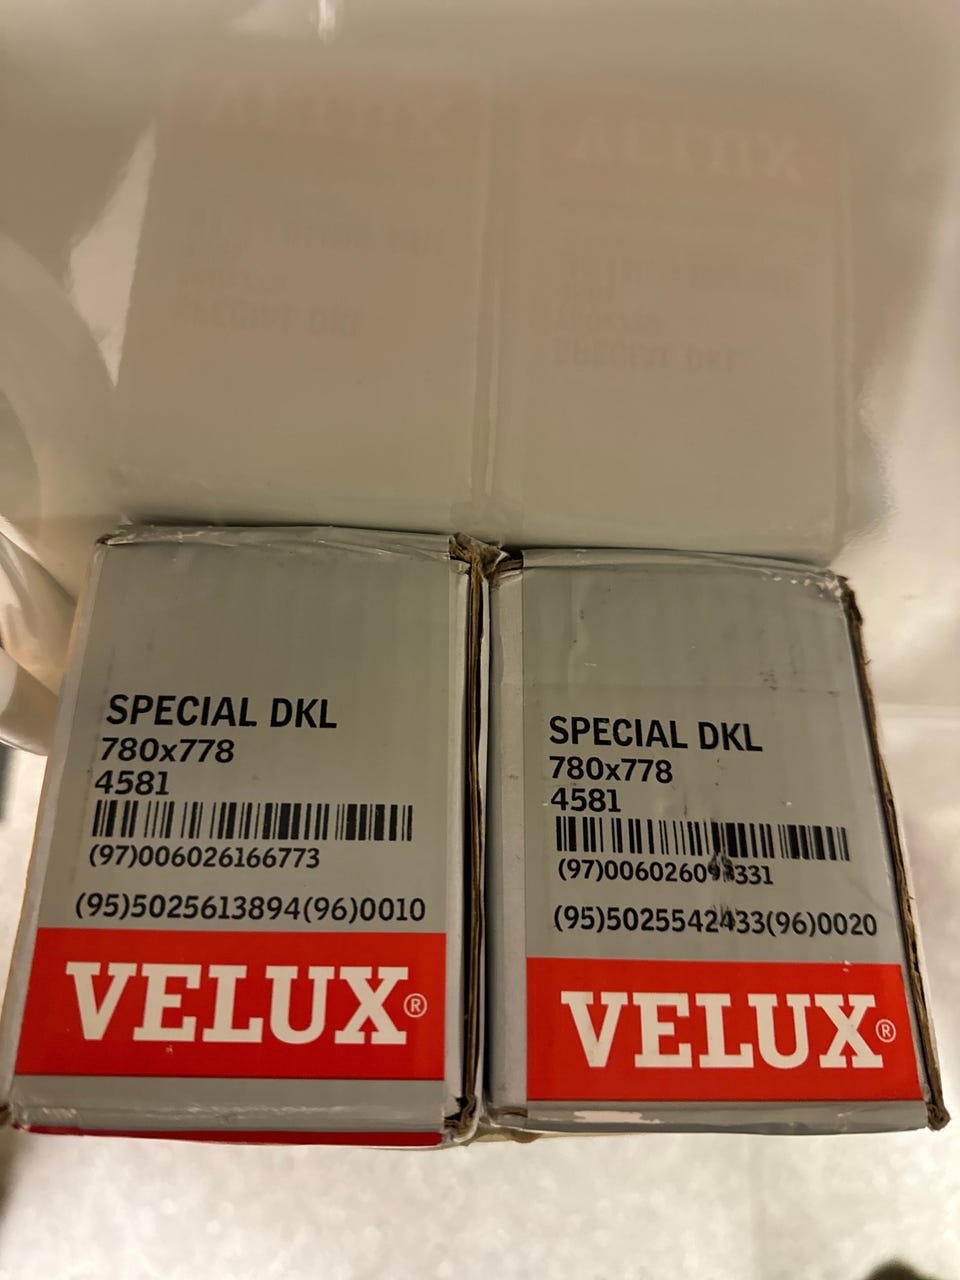 SPECIAL DKL
780x778
4581
(97)006026166773
(95)5025613894(96)0010
VELUX®
SPECIAL DKL
780x778
4581
(95)5025542433(96)0020
VELUX®